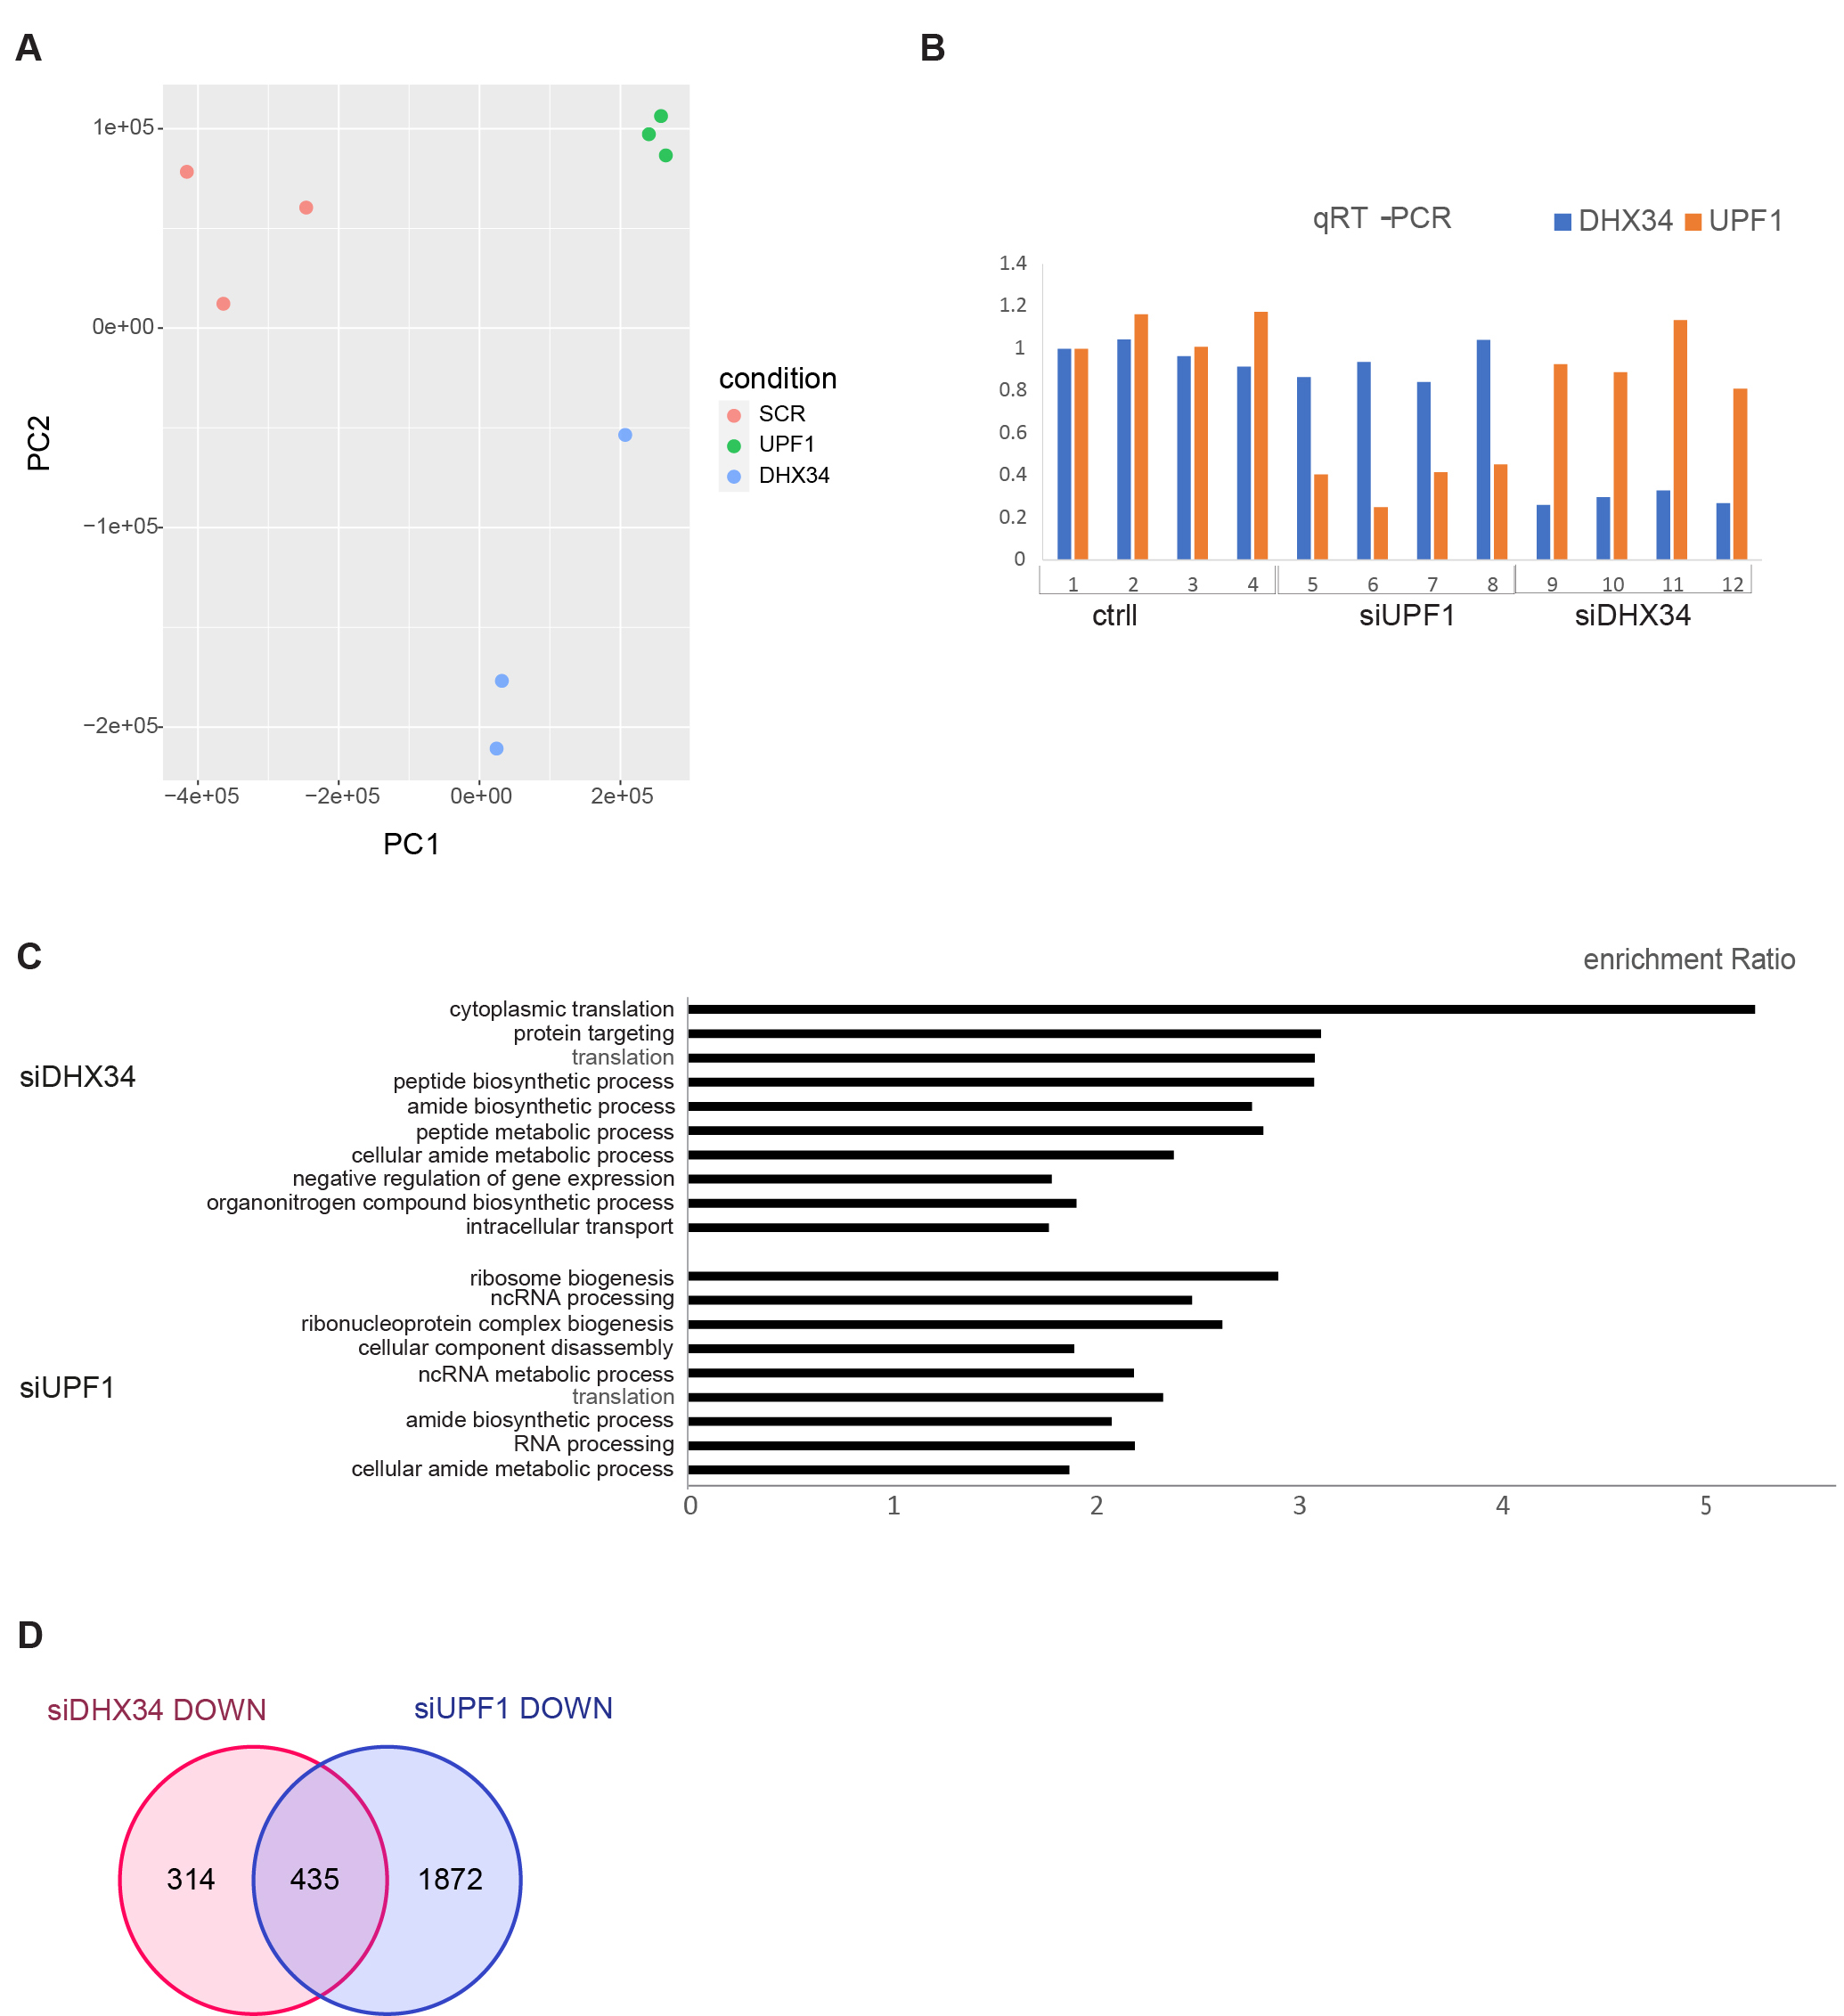 A
1e+05
0e+00
−1e+05
−2e+05
PC2
−4e+05 −2e+05 0e+00 2e+05
PC1
condition
SCR
UPF1
DHX34
B
qRT -PCR
DHX34 UPF1
1.4
1.2
1
0.8
0.6
0.4
0.2
0
1 2 3 4 5 6 7 8 9 10 11 12
ctrll siUPF1 siDHX34
C
enrichment Ratio
siDHX34
cytoplasmic translation
protein targeting
translation
peptide biosynthetic process
amide biosynthetic process
peptide metabolic process
cellular amide metabolic process
negative regulation of gene expression
organonitrogen compound biosynthetic process
intracellular transport
siUPF1
ribosome biogenesis
ncRNA processing
ribonucleoprotein complex biogenesis
cellular component disassembly
ncRNA metabolic process
translation
amide biosynthetic process
RNA processing
cellular amide metabolic process
0 1 2 3 4 5
D
siDHX34 DOWN siUPF1 DOWN
314 435 1872